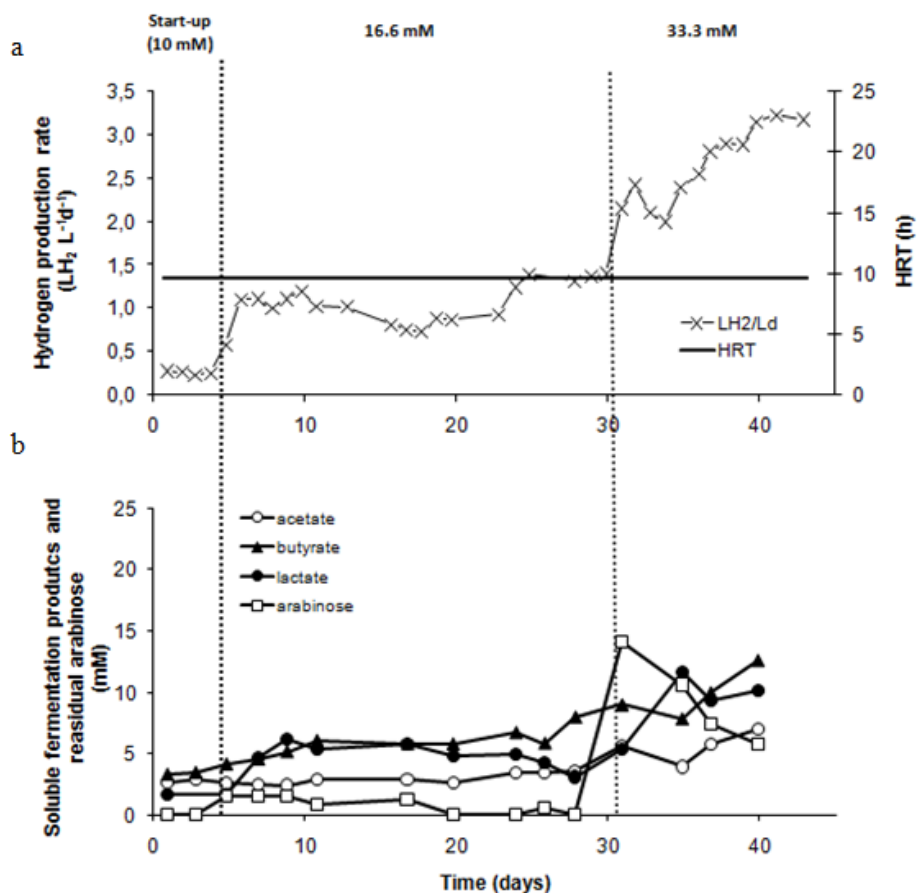 Start-up
(10 mM)
16.6 mM
33.3 mM
a
Hydrogen production
rate
(LH₂ L⁻¹d⁻¹)
3,5
3,0
2,5
2,0
1,5
1,0
0,5
0,0
25
20
15
10
5
0
HRT (h)
LH2/Ld
HRT
0
10
20
30
40
b
Soluble fermentation produtcs and
reasidual arabinose
(mM)
25
20
15
10
5
0
acetate
butyrate
lactate
arabinose
0
10
20
30
40
Time (days)